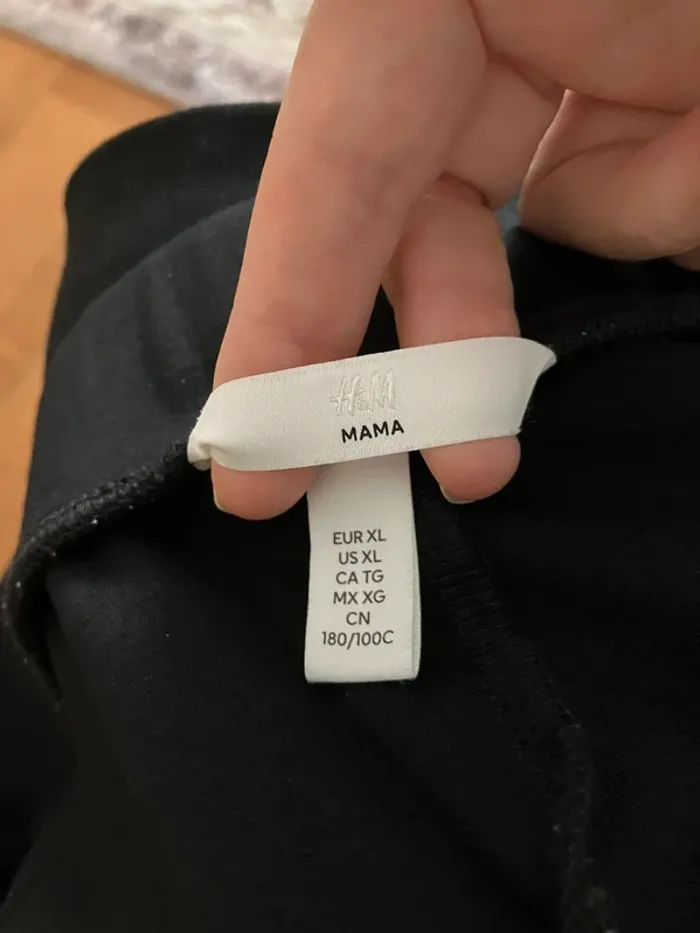 H&M
MAMA
EUR XL
US XL
CA TG
MX XG
CN
180/100C